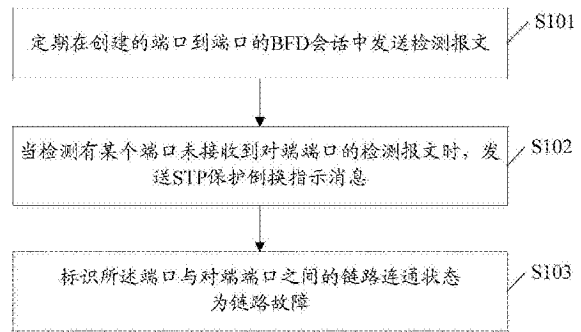 定期在创建的端口到端口的BFD会话中发送检测报文
S101
当检测有某个端口未接收到对端端口的检测报文时，发
送STP保护倒换指示消息
S102
标识所述端口与对端端口之间的链路连通状态
为链路故障
S103